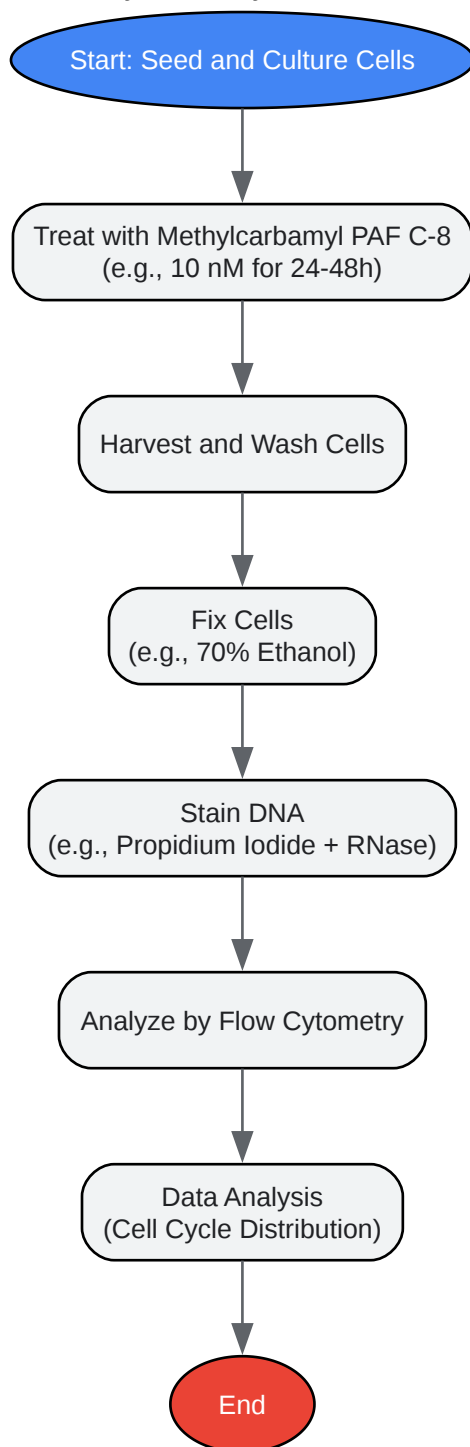 Start: Seed and Culture Cells
Treat with Methylcarbamyl PAF C-8
(e.g., 10 nM for 24-48h)
Harvest and Wash Cells
Fix Cells
(e.g., 70% Ethanol)
Stain DNA
(e.g., Propidium Iodide + RNase)
Analyze by Flow Cytometry
Data Analysis
(Cell Cycle Distribution)
End